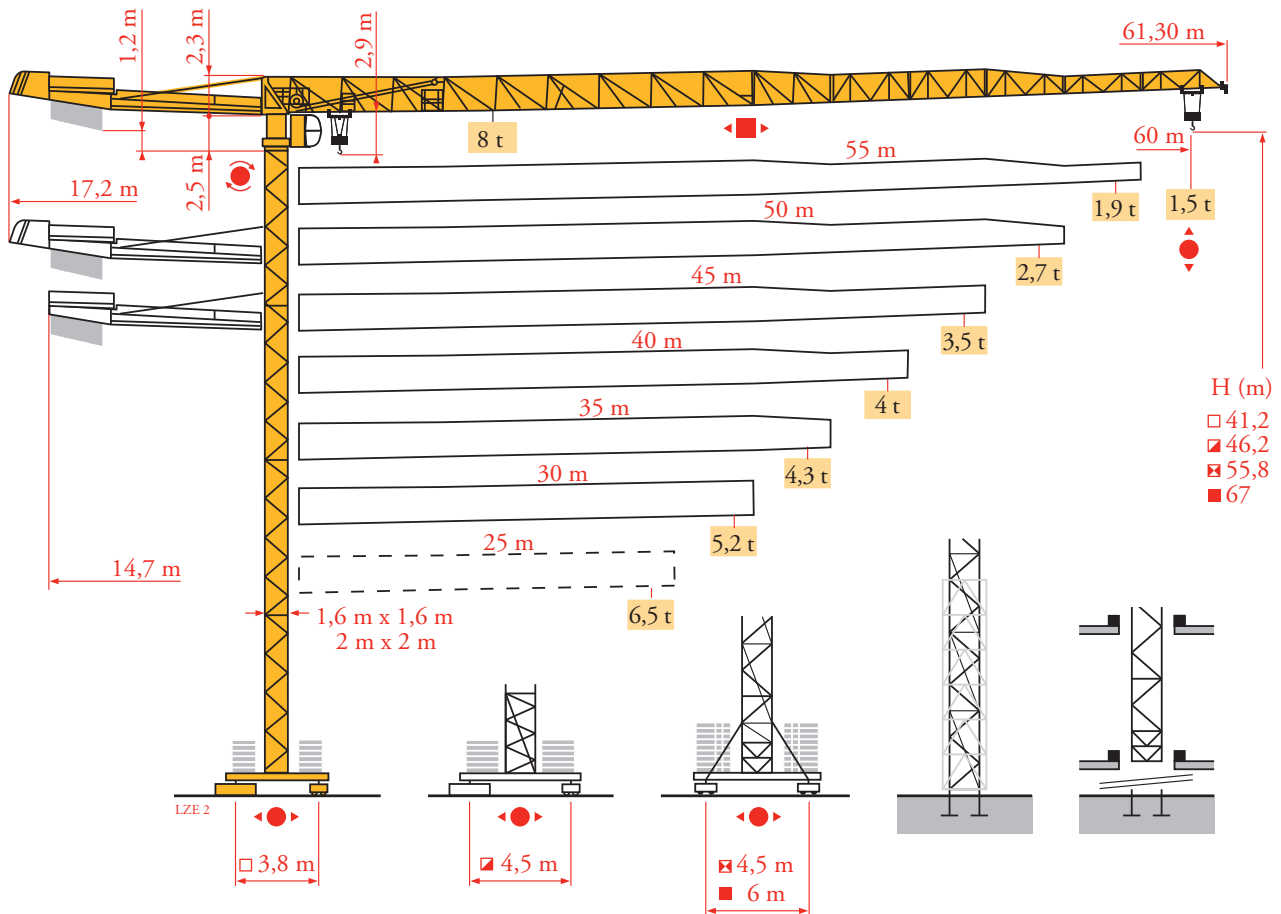 1,2 m
2,3 m
2,9 m
61,30 m
8 t
60 m
2,5 m
17,2 m
55 m
1,9 t
1,5 t
50 m
2,7 t
45 m
3,5 t
40 m
4 t
H (m)
41,2
46,2
55,8
67
35 m
4,3 t
30 m
5,2 t
25 m
6,5 t
14,7 m
1,6 m x 1,6 m
2 m x 2 m
LZE 2
3,8 m
4,5 m
4,5 m
6 m